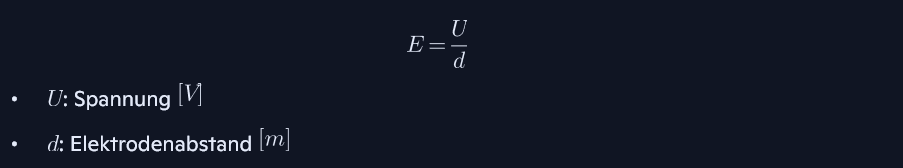 E = U/d
• U: Spannung [V]
• d: Elektrodenabstand [m]